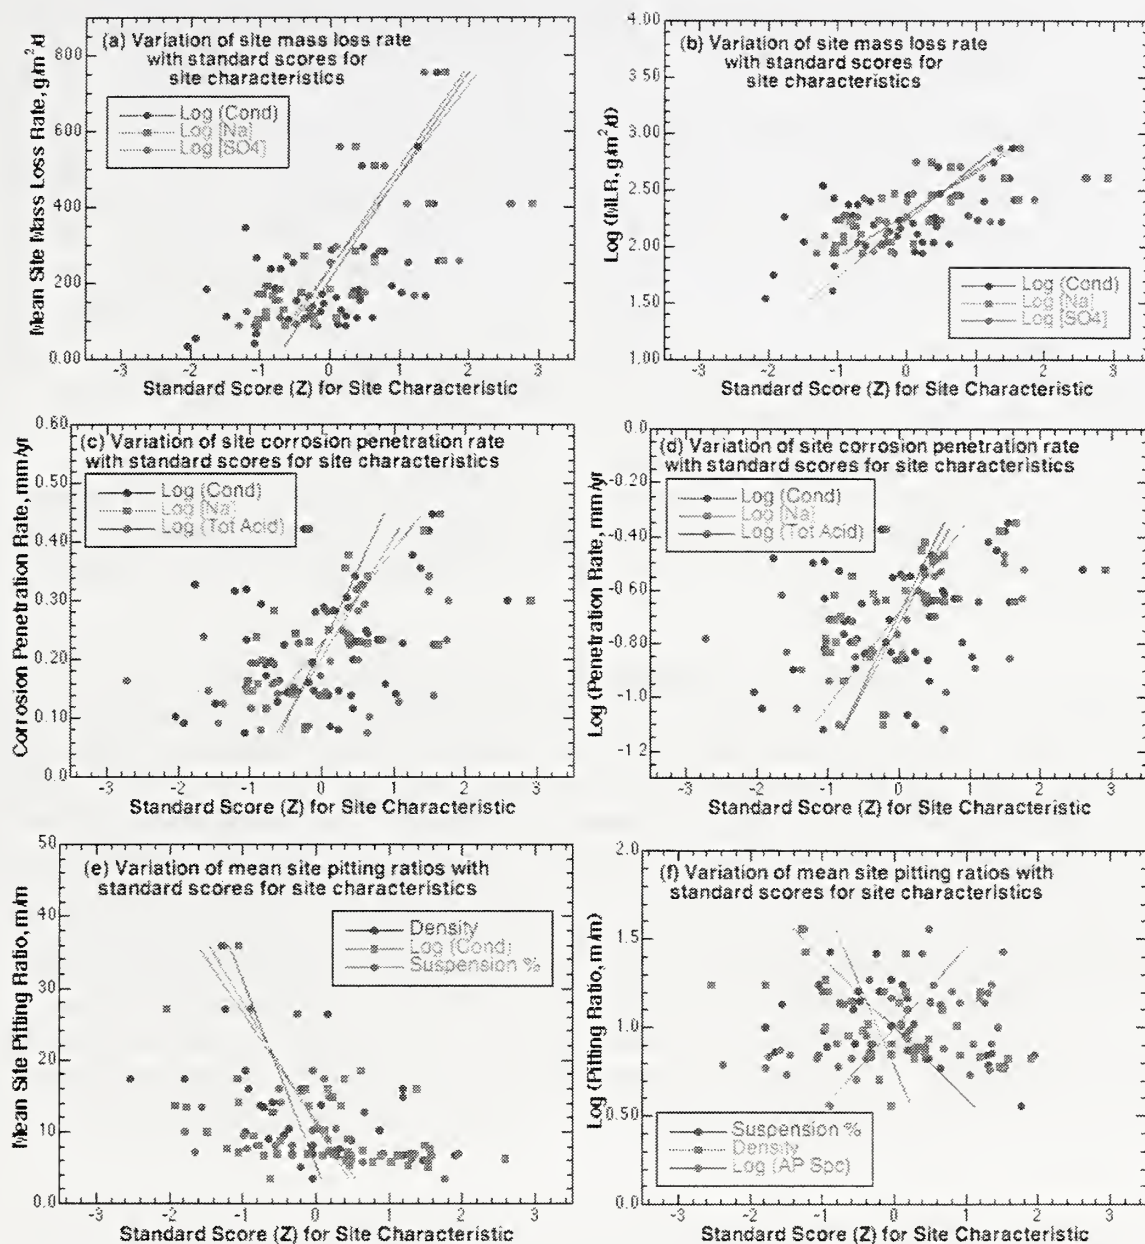 (a) Variation of site mass loss rate
with standard scores for
site characteristics
Log (Cond)
Log [Na]
Log [SO4]
Mean Site Mass Loss Rate, g/m²/d
800
600
400
200
0.00
-3 -2 -1 0 1 2 3
Standard Score (Z) for Site Characteristic
(b) Variation of site mass loss rate
with standard scores for
site characteristics
Log (Cond)
Log [Na]
Log [SO4]
Log (MLR, g/m²/d)
4.00
3.50
3.00
2.50
2.00
1.50
1.00
-3 -2 -1 0 1 2 3
Standard Score (Z) for Site Characteristic
(c) Variation of site corrosion penetration rate
with standard scores for site characteristics
Log (Cond)
Log [Na]
Log (Tot Acid)
Corrosion Penetration Rate, mm/yr
0.60
0.50
0.40
0.30
0.20
0.10
0.0
-3 -2 -1 0 1 2 3
Standard Score (Z) for Site Characteristic
(d) Variation of site corrosion penetration rate
with standard scores for site characteristics
Log (Cond)
Log [Na]
Log (Tot Acid)
Log (Penetration Rate, mm/yr)
0.0
-0.20
-0.40
-0.60
-0.80
-1.0
-1.2
-3 -2 -1 0 1 2 3
Standard Score (Z) for Site Characteristic
(e) Variation of mean site pitting ratios with
standard scores for site characteristics
Density
Log (Cond)
Suspension %
Mean Site Pitting Ratio, m/m
50
40
30
20
10
0.0
-3 -2 -1 0 1 2 3
Standard Score (Z) for Site Characteristic
(f) Variation of mean site pitting ratios with
standard scores for site characteristics
Suspension %
Density
Log (AP Spc)
Log (Pitting Ratio, m/m)
2.0
1.5
1.0
0.50
0.0
-3 -2 -1 0 1 2 3
Standard Score (Z) for Site Characteristic